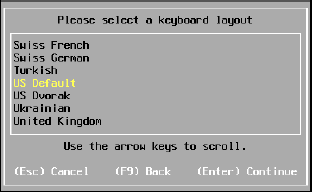 Please select a keyboard layout
Swiss French
Swiss German
Turkish
US Default
US Dvorak
Ukrainian
United Kingdom
Use the arrow keys to scroll.
(Esc) Cancel (F9) Back (Enter) Continue